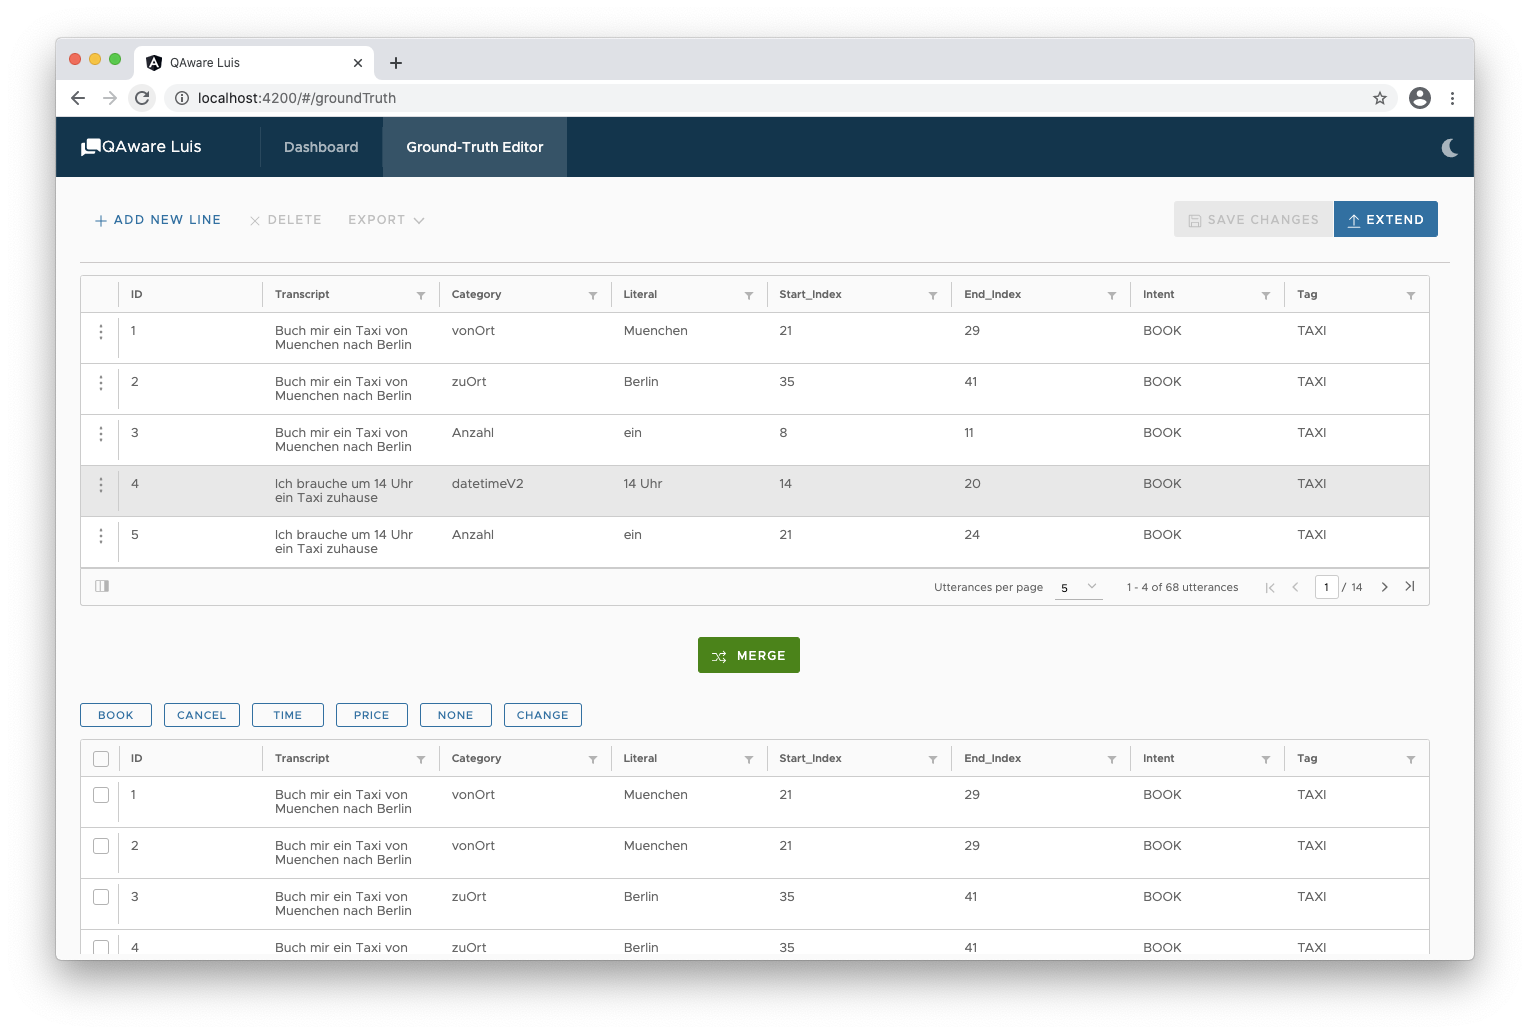 QAware Luis
localhost:4200/#/groundTruth
QAware Luis Dashboard Ground-Truth Editor
ADD NEW LINE DELETE EXPORT SAVE CHANGES EXTEND
ID Transcript Category Literal Start_Index End_Index Intent Tag
1 Buch mir ein Taxi von vonOrt Muenchen 21 29 BOOK TAXI
Muenchen nach Berlin
2 Buch mir ein Taxi von zuOrt Berlin 35 41 BOOK TAXI
Muenchen nach Berlin
3 Buch mir ein Taxi von Anzahl ein 8 11 BOOK TAXI
Muenchen nach Berlin
4 Ich brauche um 14 Uhr datetimeV2 14 Uhr 14 20 BOOK TAXI
ein Taxi zuhause
5 Ich brauche um 14 Uhr Anzahl ein 21 24 BOOK TAXI
ein Taxi zuhause
Utterances per page 5 1 - 4 of 68 utterances 1 / 14
MERGE
BOOK CANCEL TIME PRICE NONE CHANGE
ID Transcript Category Literal Start_Index End_Index Intent Tag
1 Buch mir ein Taxi von vonOrt Muenchen 21 29 BOOK TAXI
Muenchen nach Berlin
2 Buch mir ein Taxi von vonOrt Muenchen 21 29 BOOK TAXI
Muenchen nach Berlin
3 Buch mir ein Taxi von zuOrt Berlin 35 41 BOOK TAXI
Muenchen nach Berlin
4 Buch mir ein Taxi von zuOrt Berlin 35 41 BOOK TAXI